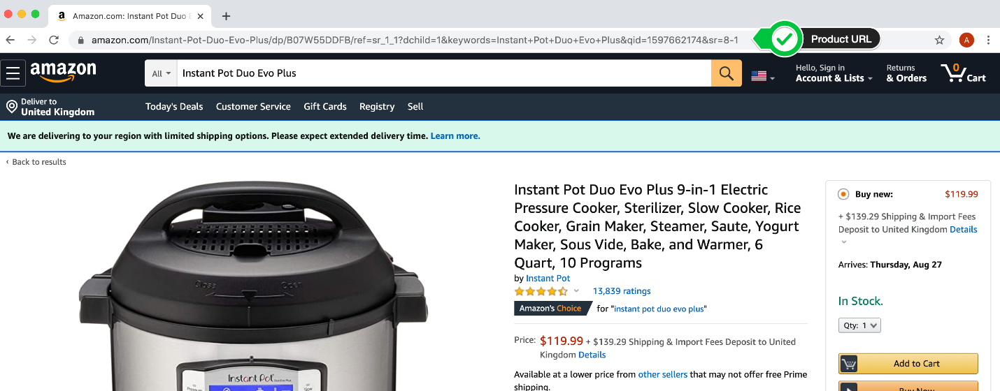 Amazon.com: Instant Pot Duo E
amazon.com/Instant-Pot-Duo-Evo-Plus/dp/B07W55DDFB/ref=sr_1_1?dchild=1&keywords=Instant+Pot+Duo+Evo+Plus&qid=1597662174&sr=8-1
Product URL
A
amazon
All
Instant Pot Duo Evo Plus
Hello, Sign in
Account & Lists
Returns
& Orders
0
Cart
Deliver to
United Kingdom
Today's Deals Customer Service Gift Cards Registry Sell
We are delivering to your region with limited shipping options. Please expect extended delivery time. Learn more.
‹ Back to results
Close Open
Instant Pot DuoEvo Plus
Pressure
Slow
Instant Pot Duo Evo Plus 9-in-1 Electric
Pressure Cooker, Sterilizer, Slow Cooker, Rice
Cooker, Grain Maker, Steamer, Saute, Yogurt
Maker, Sous Vide, Bake, and Warmer, 6
Quart, 10 Programs
by Instant Pot
13,839 ratings
Amazon's Choice for "instant pot duo evo plus"
Price: $119.99 + $139.29 Shipping & Import Fees Deposit to United
Kingdom Details
Available at a lower price from other sellers that may not offer free Prime
shipping.
Buy new: $119.99
+ $139.29 Shipping & Import Fees
Deposit to United Kingdom Details
Arrives: Thursday, Aug 27
In Stock.
Qty: 1
Add to Cart
Buy Now